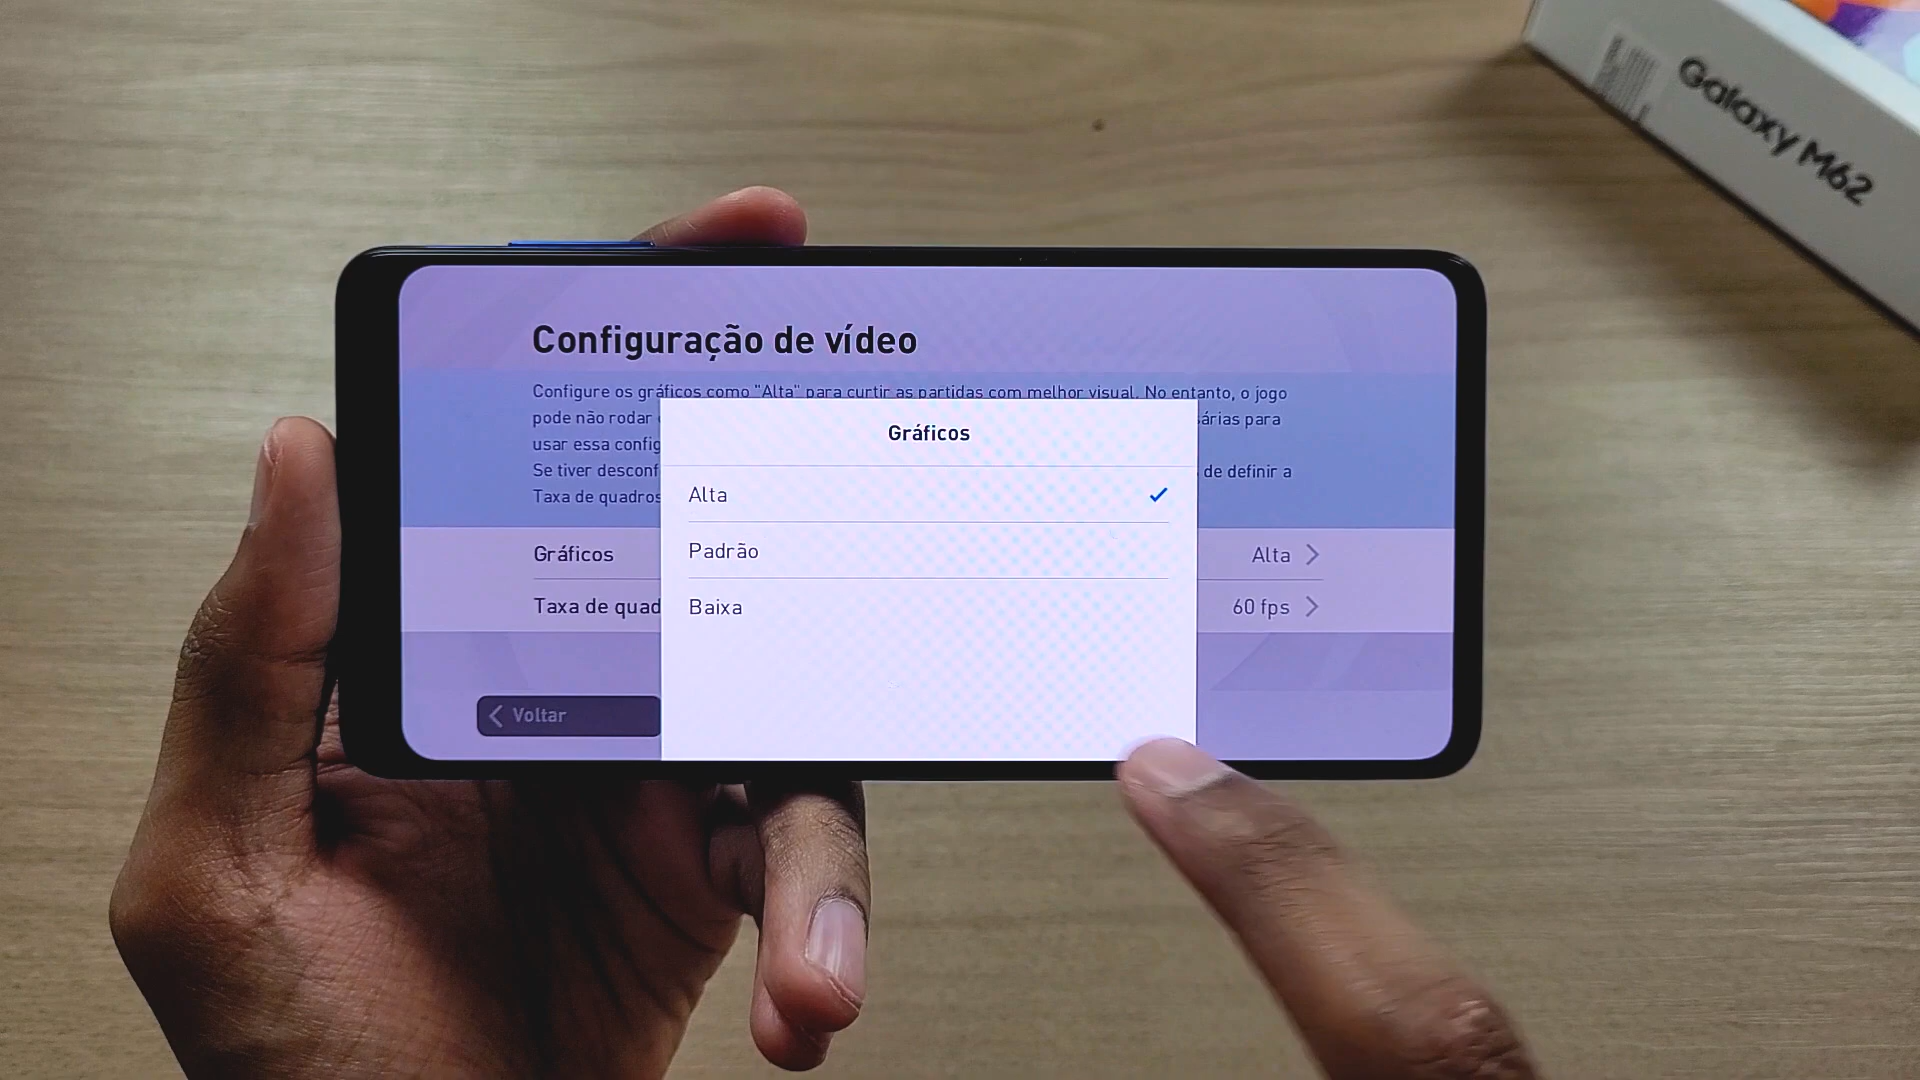 Galaxy M62
Configuração de vídeo
Configure os gráficos como "Alta" para curtir as partidas com melhor visual. No entanto, o jogo
pode não rodar
árias para
usar essa config
Se tiver desconf
de definir a
Taxa de quadros
Gráficos
Alta
Padrão
Baixa
Gráficos
Alta
Taxa de quad
60 fps
Voltar